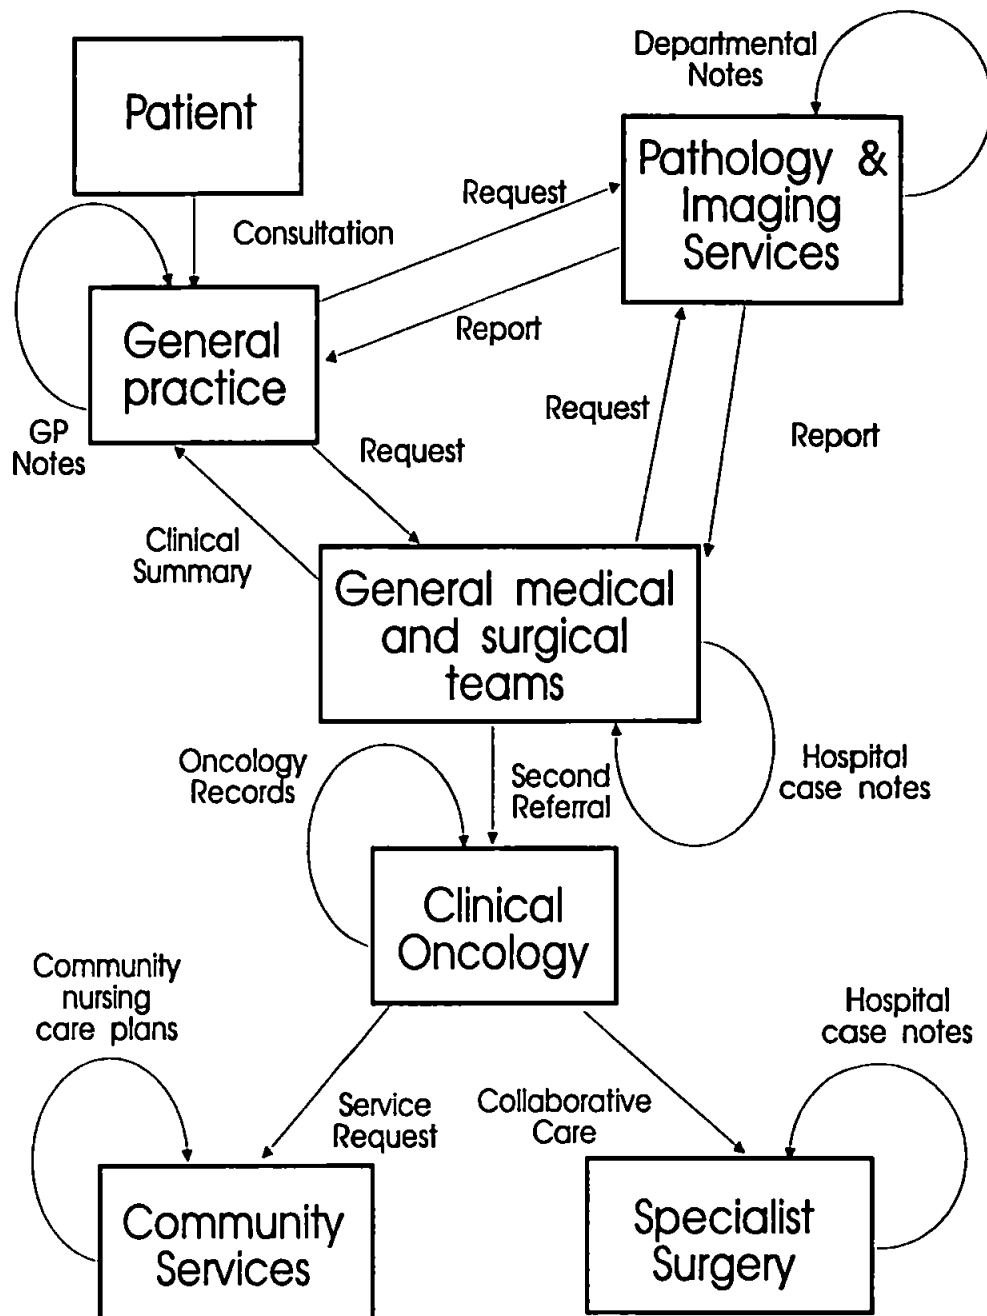 Departmental
Notes
Patient
Pathology &
Imaging
Services
Request
Consultation
General
practice
Report
GP
Notes
Request
Request
Report
Clinical
Summary
General medical
and surgical
teams
Oncology
Records
Second
Referral
Hospital
case notes
Clinical
Oncology
Community
nursing
care plans
Hospital
case notes
Service
Request
Collaborative
Care
Community
Services
Specialist
Surgery